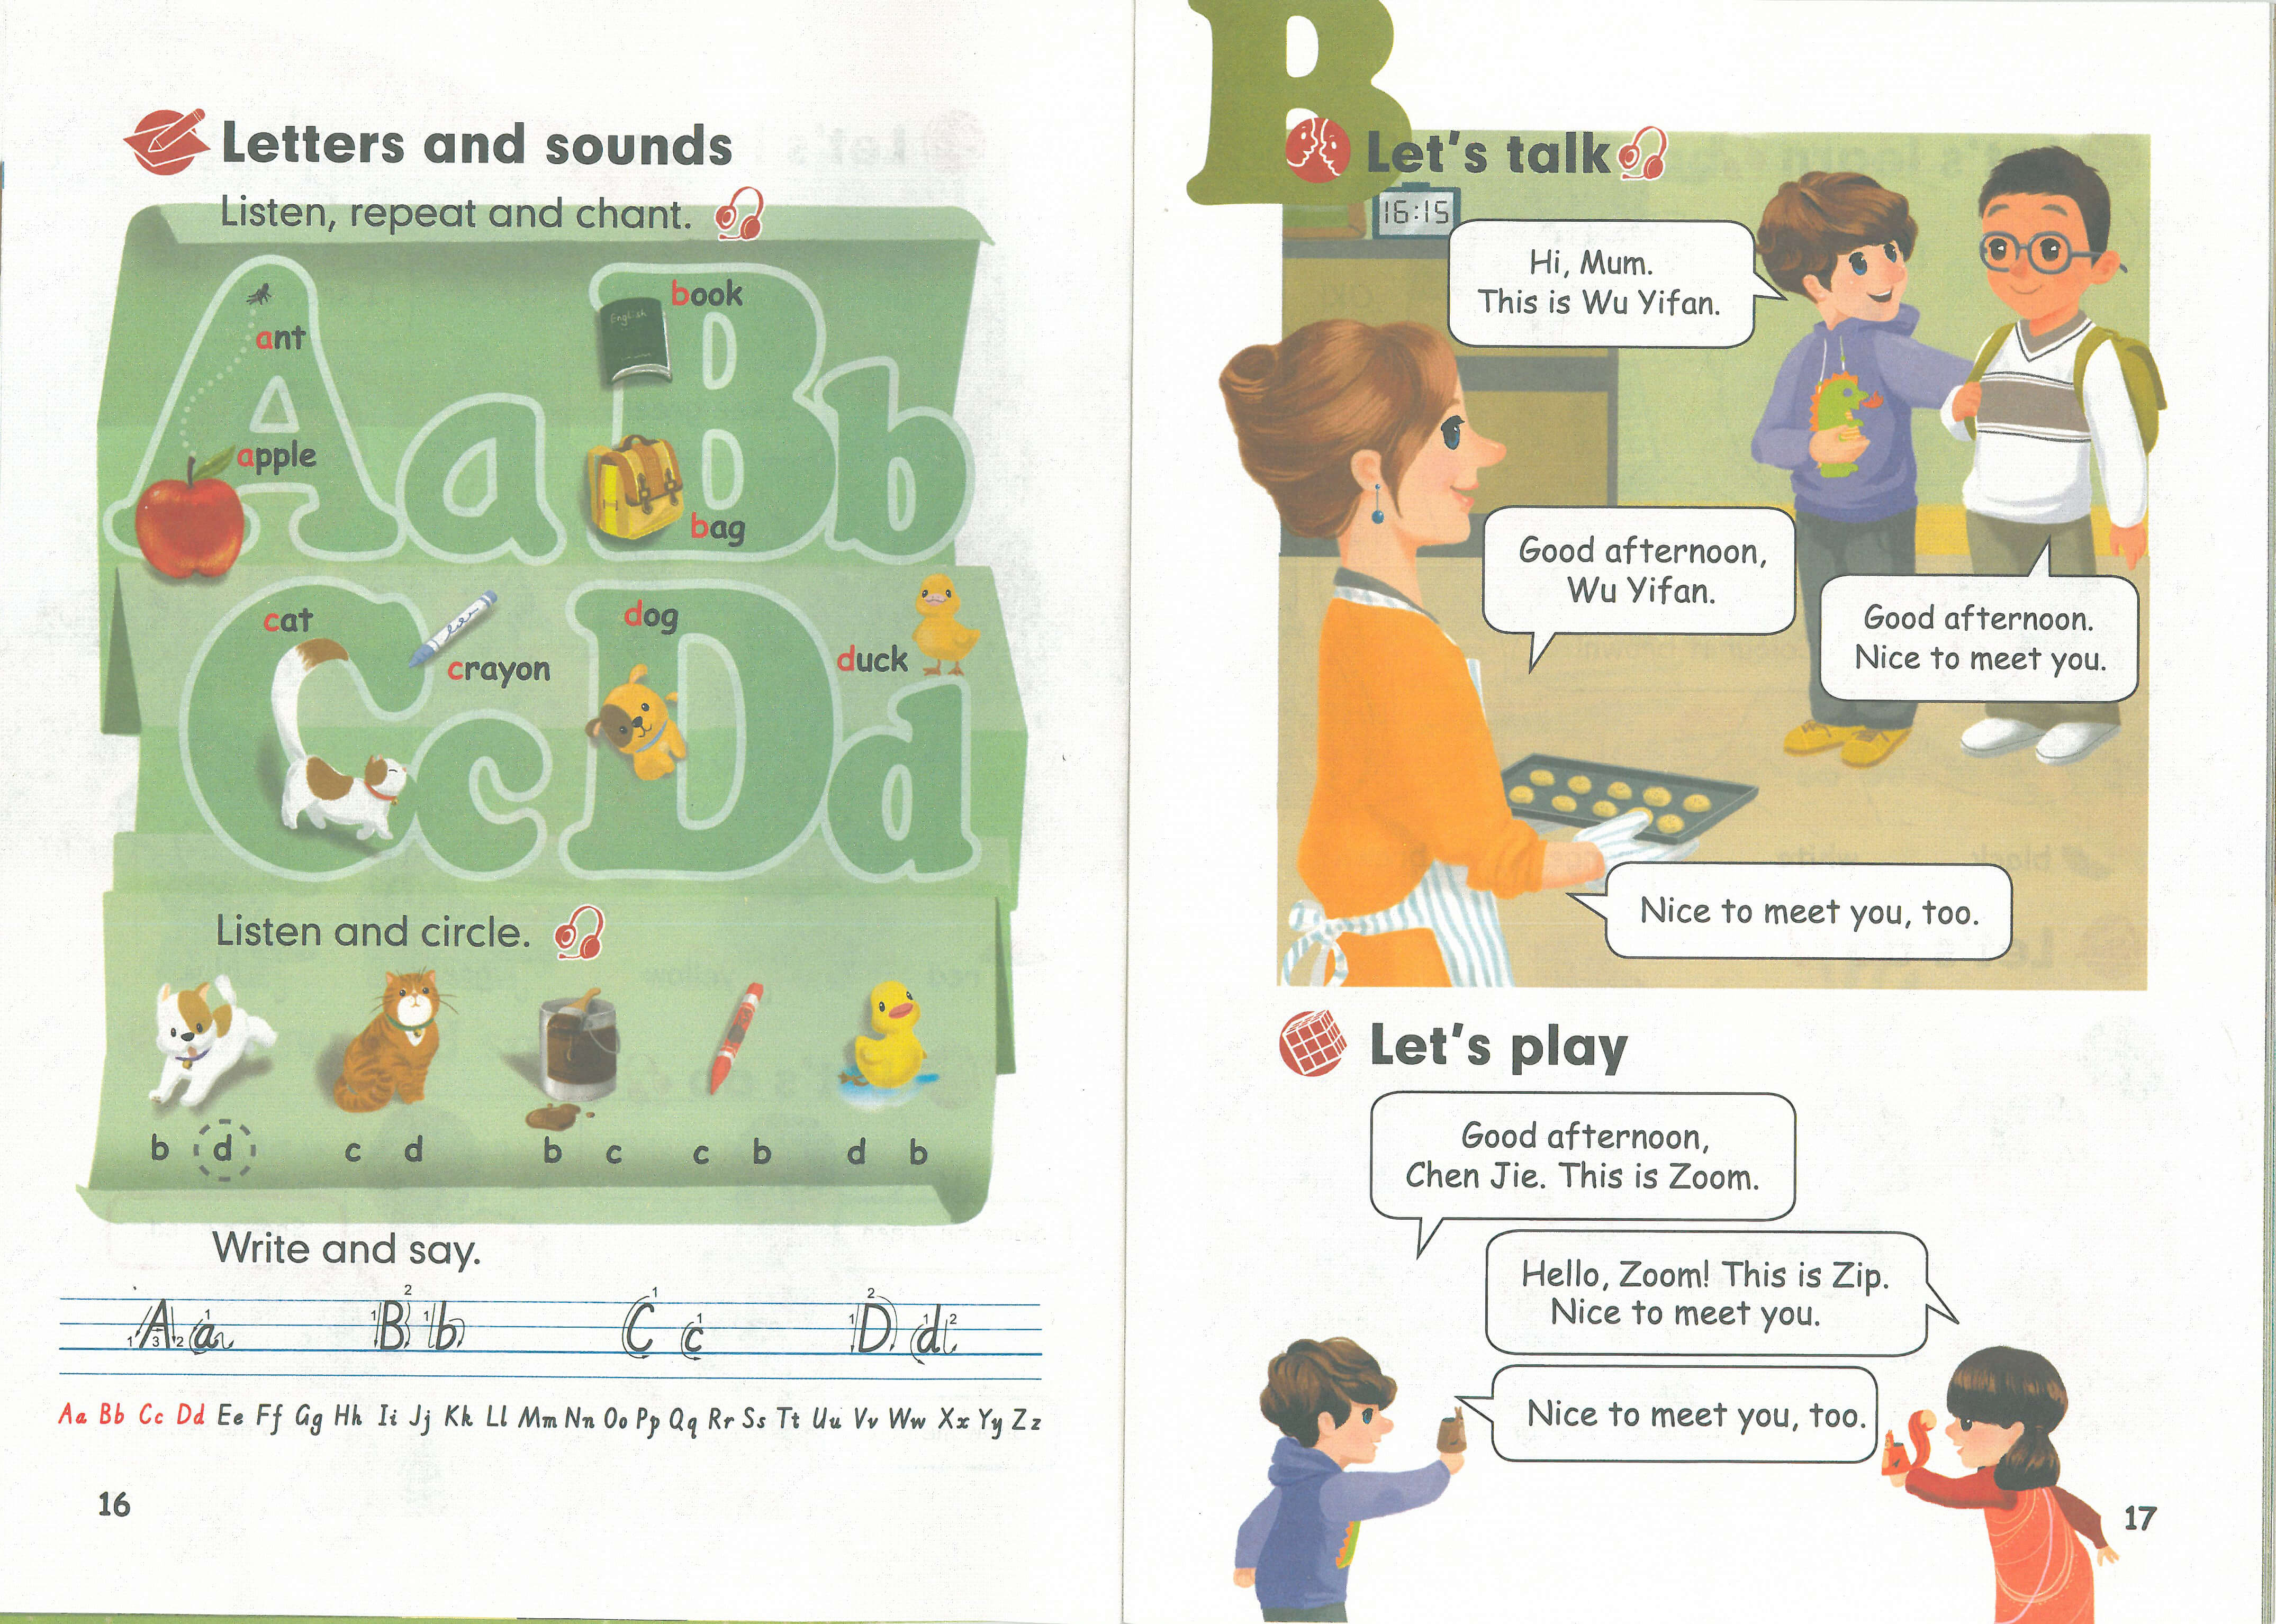 Letters and sounds
Listen, repeat and chant.
Aa Bb
ant
apple
book
English
bag
Cc Dd
cat
crayon
dog
duck
Listen and circle.
b d c d b c c b d b
Write and say.
A a B b C c D d
Aa Bb Cc Dd Ee Ff Gg Hh Ii Jj Kk Ll Mm Nn Oo Pp Qq Rr Ss Tt Uu Vv Ww Xx Yy Zz
16
B
Let's talk
16:15
Hi, Mum.
This is Wu Yifan.
Good afternoon,
Wu Yifan.
Good afternoon.
Nice to meet you.
Nice to meet you, too.
Let's play
Good afternoon,
Chen Jie. This is Zoom.
Hello, Zoom! This is Zip.
Nice to meet you.
Nice to meet you, too.
17